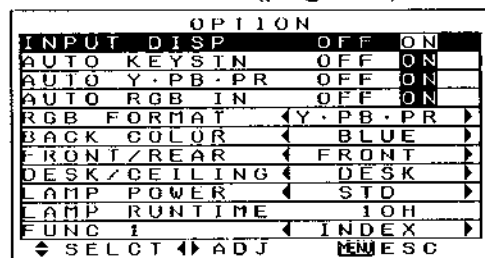 OPTION
INPUT DISP OFF ON
AUTO KEYSTN OFF ON
AUTO Y·PB·PR OFF ON
AUTO RGB IN OFF ON
RGB FORMAT ◀ Y·PB·PR ▶
BACK COLOR ◀ BLUE ▶
FRONT/REAR ◀ FRONT ▶
DESK/CEILING ◀ DESK ▶
LAMP POWER ◀ STD ▶
LAMP RUNTIME 10H
FUNC 1 ◀ INDEX ▶
SELCT ADJ MENU ESC